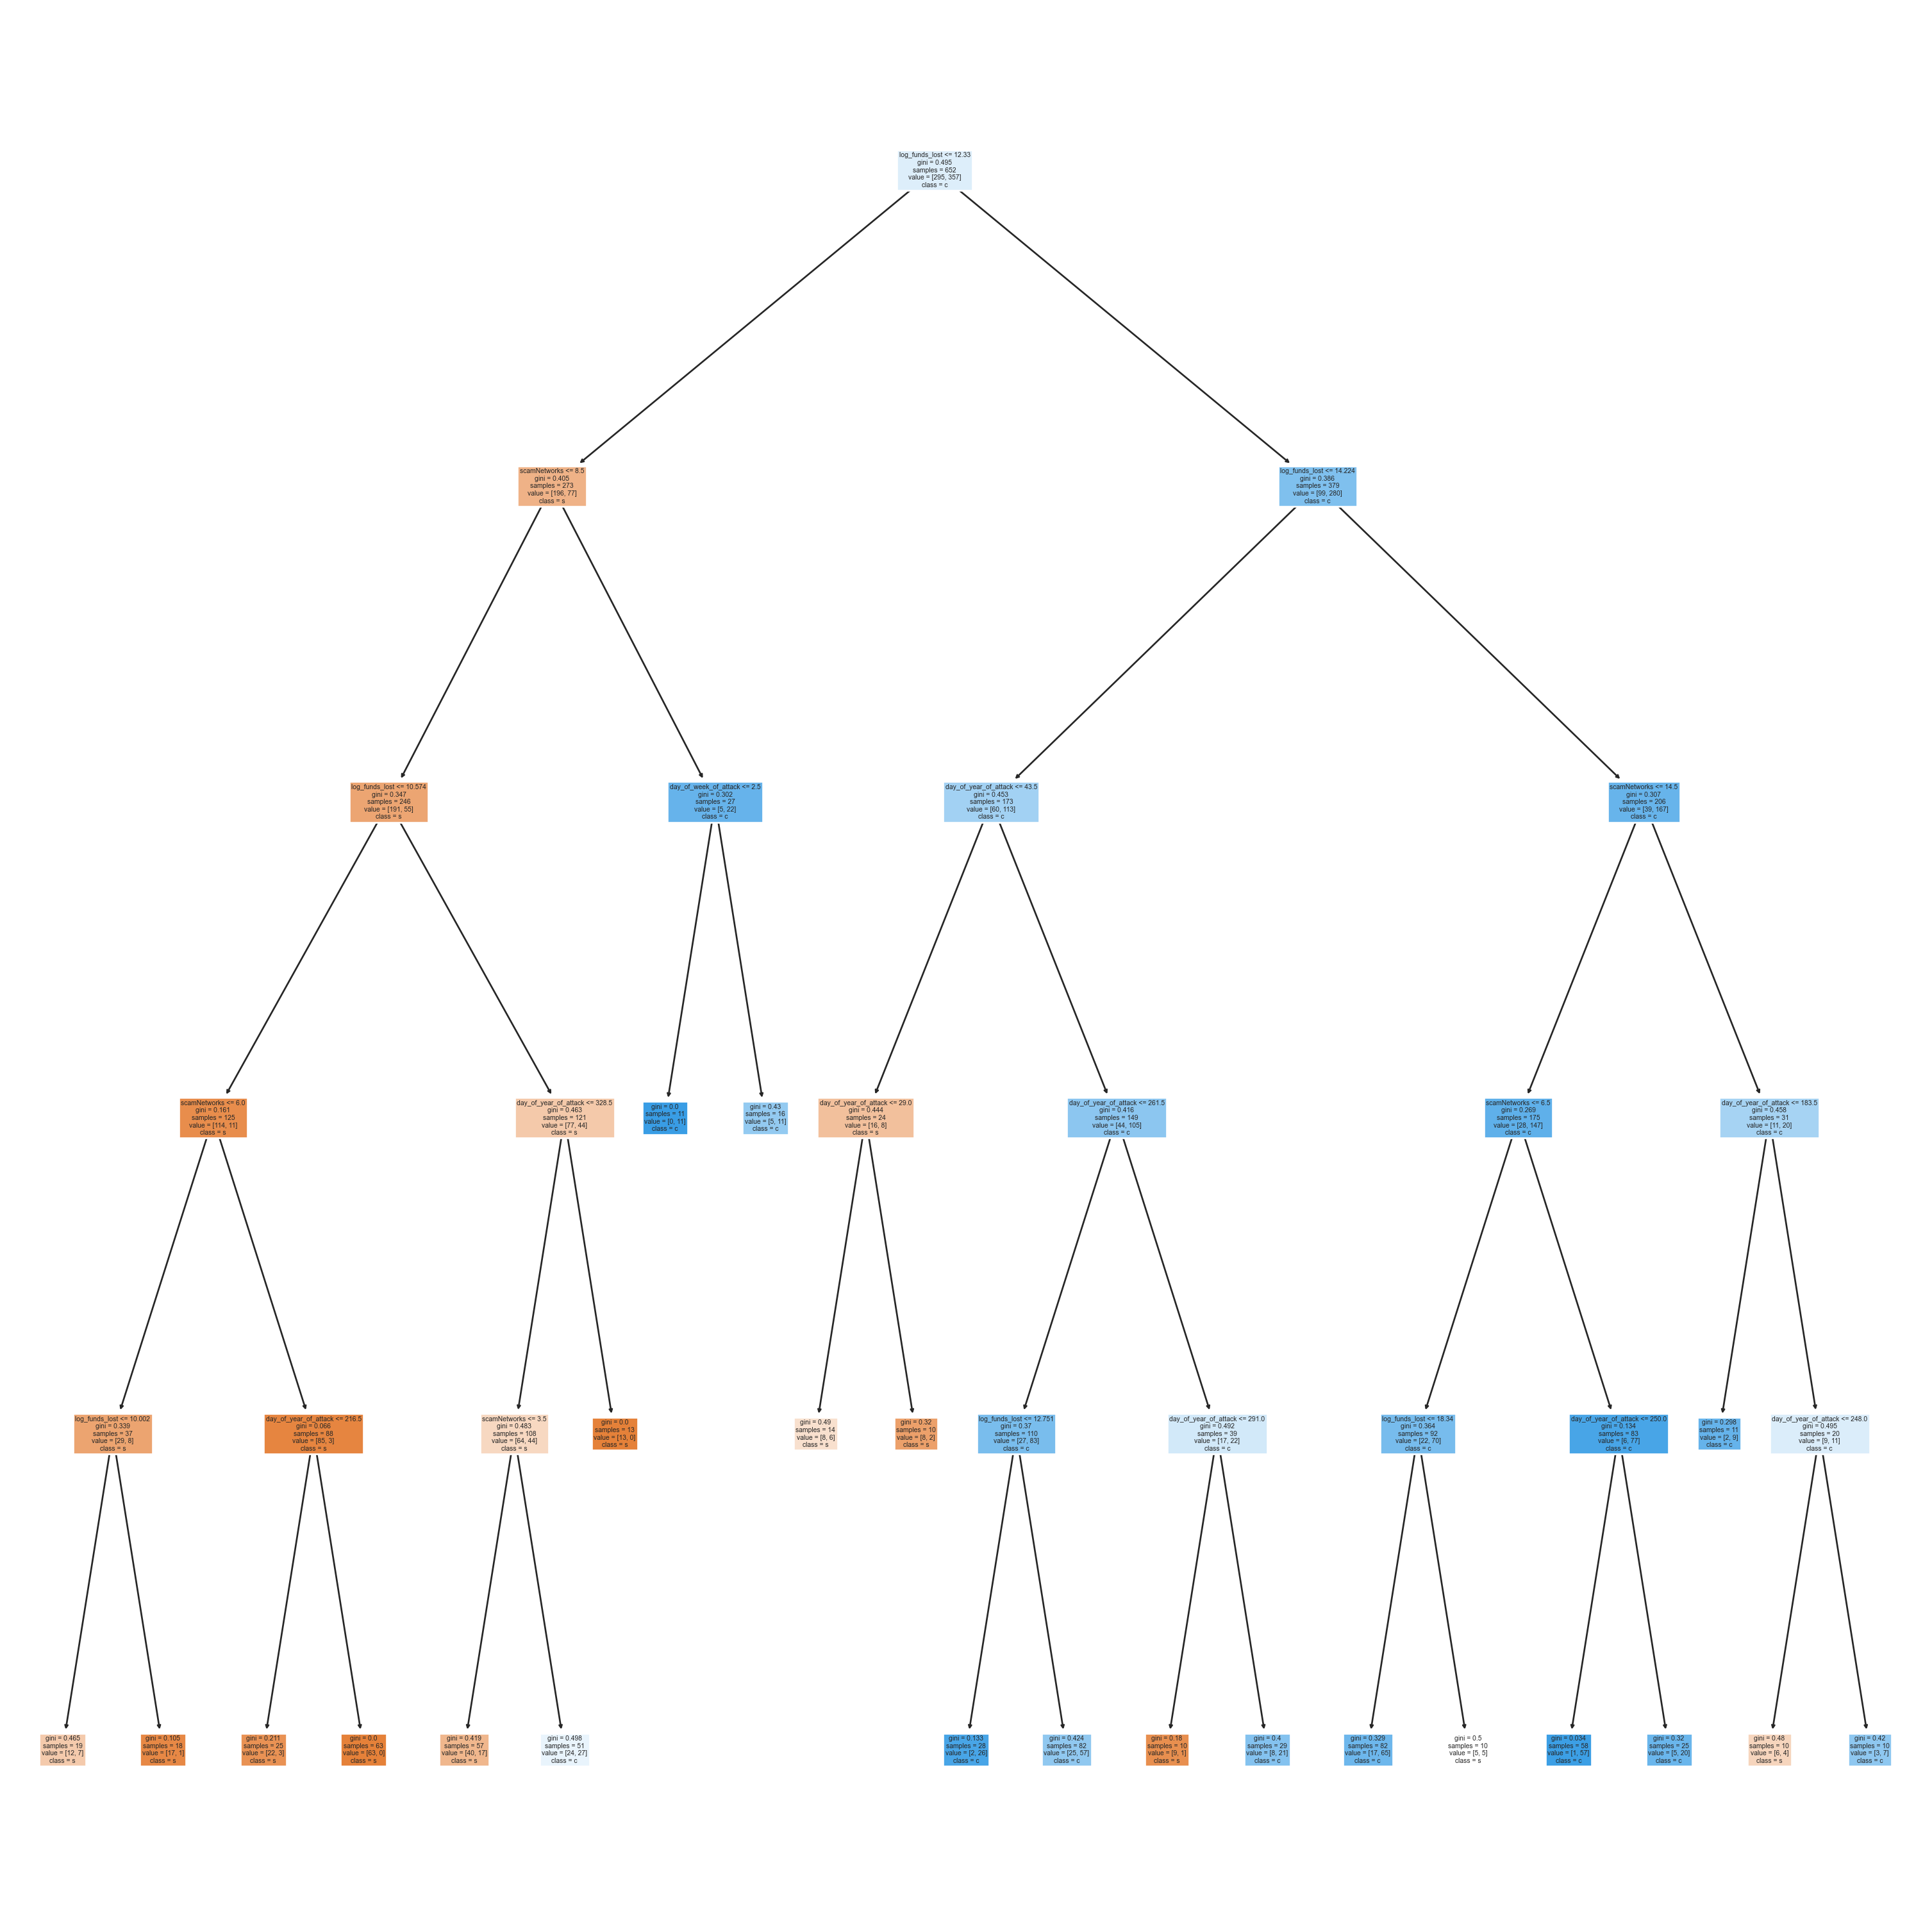 log_funds_lost <= 12.33
gini = 0.495
samples = 652
value = [295, 357]
class = c
scamNetworks <= 8.5
gini = 0.405
samples = 273
value = [196, 77]
class = s
log_funds_lost <= 14.224
gini = 0.386
samples = 379
value = [99, 280]
class = c
log_funds_lost <= 10.574
gini = 0.347
samples = 246
value = [191, 55]
class = s
day_of_week_of_attack <= 2.5
gini = 0.302
samples = 27
value = [5, 22]
class = c
day_of_year_of_attack <= 43.5
gini = 0.453
samples = 173
value = [60, 113]
class = c
scamNetworks <= 14.5
gini = 0.307
samples = 206
value = [39, 167]
class = c
scamNetworks <= 6.0
gini = 0.161
samples = 125
value = [114, 11]
class = s
day_of_year_of_attack <= 328.5
gini = 0.463
samples = 121
value = [77, 44]
class = s
gini = 0.0
samples = 11
value = [0, 11]
class = c
gini = 0.43
samples = 16
value = [5, 11]
class = c
day_of_year_of_attack <= 29.0
gini = 0.444
samples = 24
value = [16, 8]
class = s
day_of_year_of_attack <= 261.5
gini = 0.416
samples = 149
value = [44, 105]
class = c
scamNetworks <= 6.5
gini = 0.269
samples = 175
value = [28, 147]
class = c
day_of_year_of_attack <= 183.5
gini = 0.458
samples = 31
value = [11, 20]
class = c
log_funds_lost <= 10.002
gini = 0.339
samples = 37
value = [29, 8]
class = s
day_of_year_of_attack <= 216.5
gini = 0.066
samples = 88
value = [85, 3]
class = s
scamNetworks <= 3.5
gini = 0.483
samples = 108
value = [64, 44]
class = s
gini = 0.0
samples = 13
value = [13, 0]
class = s
gini = 0.49
samples = 14
value = [8, 6]
class = s
gini = 0.32
samples = 10
value = [8, 2]
class = s
log_funds_lost <= 12.751
gini = 0.37
samples = 110
value = [27, 83]
class = c
day_of_year_of_attack <= 291.0
gini = 0.492
samples = 39
value = [17, 22]
class = c
log_funds_lost <= 18.34
gini = 0.364
samples = 92
value = [22, 70]
class = c
day_of_year_of_attack <= 250.0
gini = 0.134
samples = 83
value = [6, 77]
class = c
gini = 0.298
samples = 11
value = [2, 9]
class = c
day_of_year_of_attack <= 248.0
gini = 0.495
samples = 20
value = [9, 11]
class = c
gini = 0.465
samples = 19
value = [12, 7]
class = s
gini = 0.105
samples = 18
value = [17, 1]
class = s
gini = 0.211
samples = 25
value = [22, 3]
class = s
gini = 0.0
samples = 63
value = [63, 0]
class = s
gini = 0.419
samples = 57
value = [40, 17]
class = s
gini = 0.498
samples = 51
value = [24, 27]
class = c
gini = 0.133
samples = 28
value = [2, 26]
class = c
gini = 0.424
samples = 82
value = [25, 57]
class = c
gini = 0.18
samples = 10
value = [9, 1]
class = s
gini = 0.4
samples = 29
value = [8, 21]
class = c
gini = 0.329
samples = 82
value = [17, 65]
class = c
gini = 0.5
samples = 10
value = [5, 5]
class = s
gini = 0.034
samples = 58
value = [1, 57]
class = c
gini = 0.32
samples = 25
value = [5, 20]
class = c
gini = 0.48
samples = 10
value = [6, 4]
class = s
gini = 0.42
samples = 10
value = [3, 7]
class = c